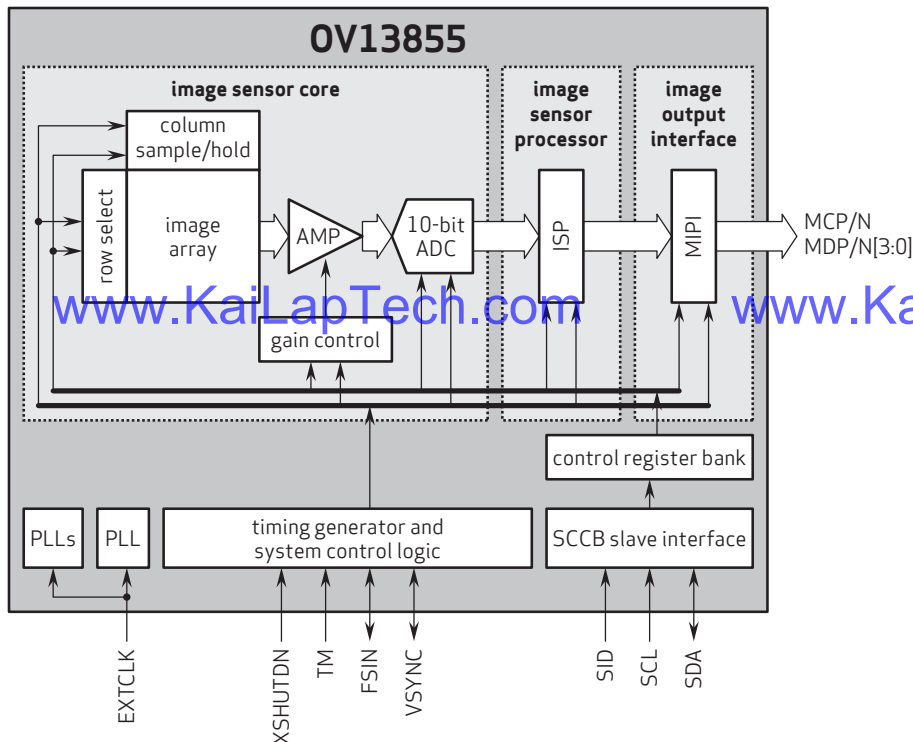 OV13855
image sensor core
image
sensor
processor
image
output
interface
column
sample/hold
row select
image
array
AMP
10-bit
ADC
ISP
MIPI
MCP/N
MDP/N[3:0]
www.KaiLapTech.com
www.Ka
gain control
control register bank
PLLs
PLL
timing generator and
system control logic
SCCB slave interface
EXTCLK
XSHUTDN
TM
FSIN
VSYNC
SID
SCL
SDA